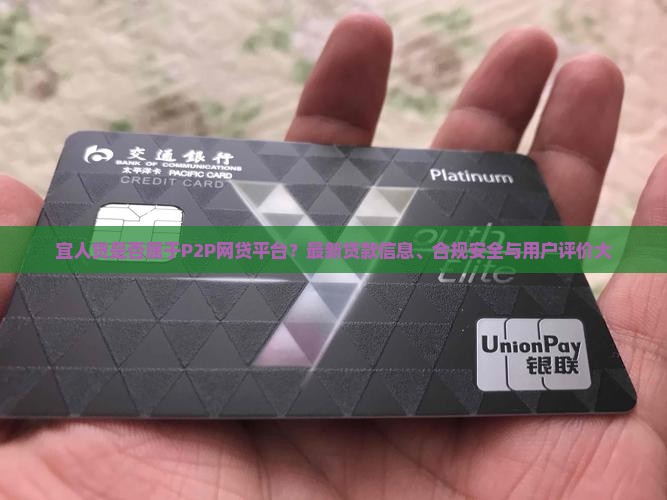 交通銀行
BANK OF COMMUNICATIONS
太平洋卡 PACIFIC CARD
CREDIT CARD
Platinum
outh
宜人贷是否属于P2P网贷平台？最新贷款信息、合规安全与用户评价大
Elite
UnionPay
银联